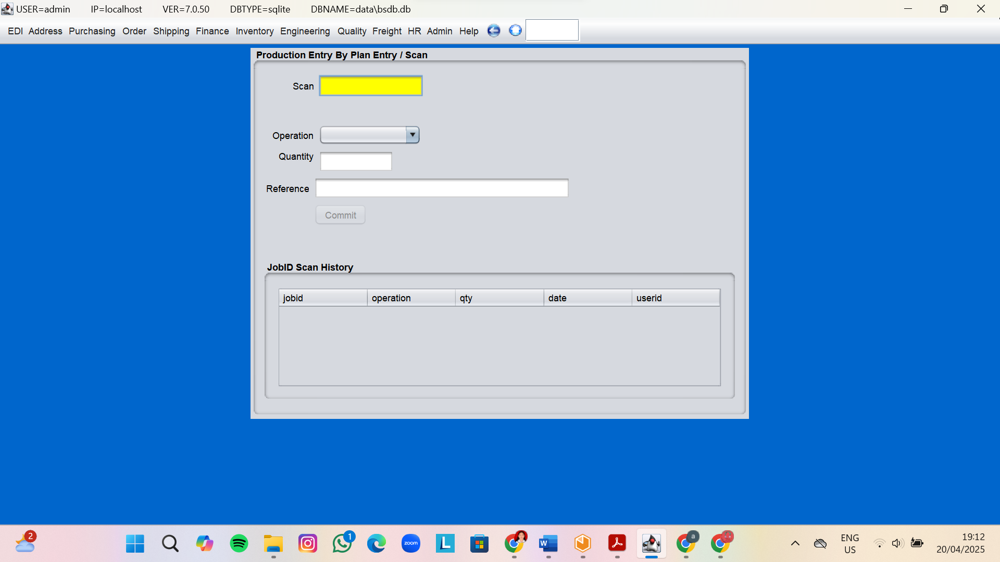 USER=admin IP=localhost VER=7.0.50 DBTYPE=sqlite DBNAME=data\bsdb.db
EDI Address Purchasing Order Shipping Finance Inventory Engineering Quality Freight HR Admin Help
Production Entry By Plan Entry / Scan
Scan
Operation
Quantity
Reference
Commit
JobID Scan History
jobid operation qty date userid
2
1
zoom
L
W
a
ENG
US
19:12
20/04/2025